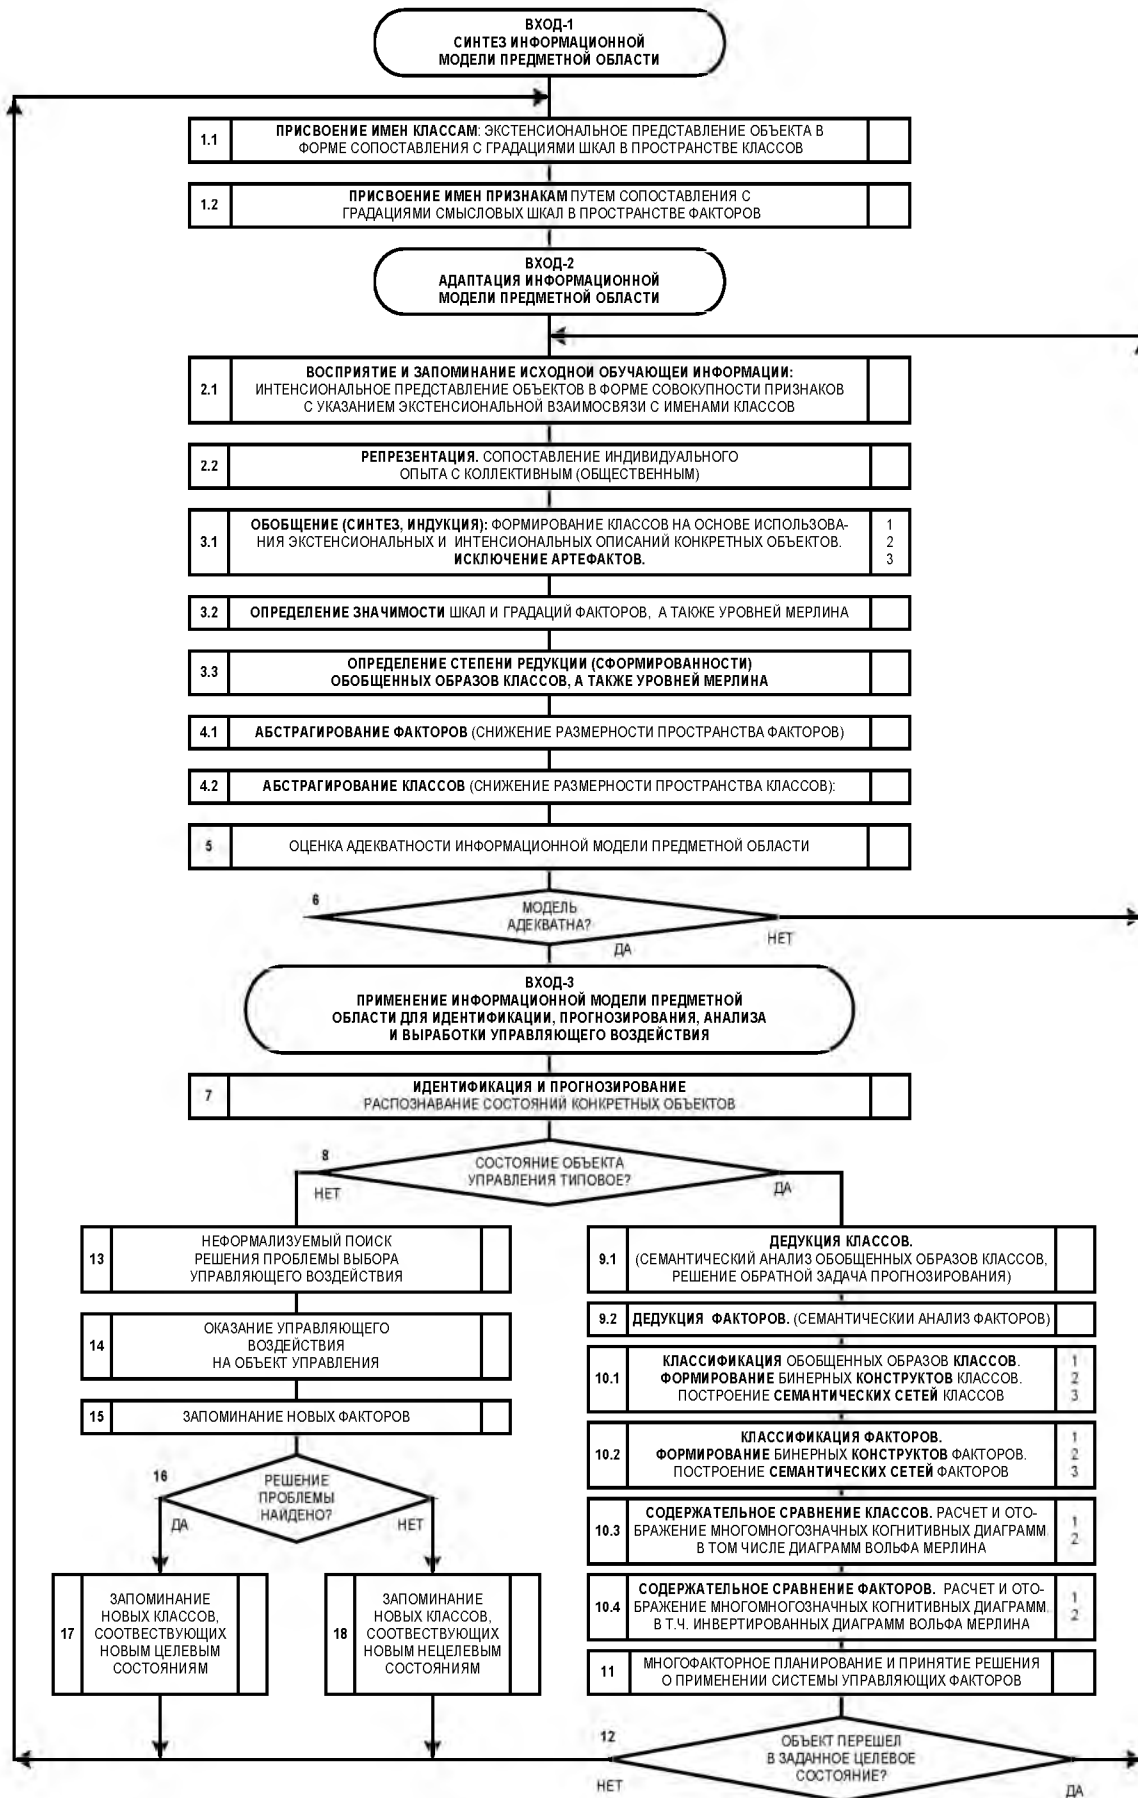 ВХОД-1
СИНТЕЗ ИНФОРМАЦИОННОЙ
МОДЕЛИ ПРЕДМЕТНОЙ ОБЛАСТИ
1.1
ПРИСВОЕНИЕ ИМЕН КЛАССАМ: ЭКСТЕНСИОНАЛЬНОЕ ПРЕДСТАВЛЕНИЕ ОБЪЕКТА В
ФОРМЕ СОПОСТАВЛЕНИЯ С ГРАДАЦИЯМИ ШКАЛ В ПРОСТРАНСТВЕ КЛАССОВ
1.2
ПРИСВОЕНИЕ ИМЕН ПРИЗНАКАМ ПУТЕМ СОПОСТАВЛЕНИЯ С
ГРАДАЦИЯМИ СМЫСЛОВЫХ ШКАЛ В ПРОСТРАНСТВЕ ФАКТОРОВ
ВХОД-2
АДАПТАЦИЯ ИНФОРМАЦИОННОЙ
МОДЕЛИ ПРЕДМЕТНОЙ ОБЛАСТИ
2.1
ВОСПРИЯТИЕ И ЗАПОМИНАНИЕ ИСХОДНОЙ ОБУЧАЮЩЕЙ ИНФОРМАЦИИ:
ИНТЕНСИОНАЛЬНОЕ ПРЕДСТАВЛЕНИЕ ОБЪЕКТОВ В ФОРМЕ СОВОКУПНОСТИ ПРИЗНАКОВ
С УКАЗАНИЕМ ЭКСТЕНСИОНАЛЬНОЙ ВЗАИМОСВЯЗИ С ИМЕНАМИ КЛАССОВ
2.2
РЕПРЕЗЕНТАЦИЯ. СОПОСТАВЛЕНИЕ ИНДИВИДУАЛЬНОГО
ОПЫТА С КОЛЛЕКТИВНЫМ (ОБЩЕСТВЕННЫМ)
3.1
ОБОБЩЕНИЕ (СИНТЕЗ, ИНДУКЦИЯ): ФОРМИРОВАНИЕ КЛАССОВ НА ОСНОВЕ ИСПОЛЬЗОВА-
НИЯ ЭКСТЕНСИОНАЛЬНЫХ И ИНТЕНСИОНАЛЬНЫХ ОПИСАНИЙ КОНКРЕТНЫХ ОБЪЕКТОВ.
ИСКЛЮЧЕНИЕ АРТЕФАКТОВ.
1
2
3
3.2
ОПРЕДЕЛЕНИЕ ЗНАЧИМОСТИ ШКАЛ И ГРАДАЦИЙ ФАКТОРОВ, А ТАКЖЕ УРОВНЕЙ МЕРЛИНА
3.3
ОПРЕДЕЛЕНИЕ СТЕПЕНИ РЕДУКЦИИ (СФОРМИРОВАННОСТИ)
ОБОБЩЕННЫХ ОБРАЗОВ КЛАССОВ, А ТАКЖЕ УРОВНЕЙ МЕРЛИНА
4.1
АБСТРАГИРОВАНИЕ ФАКТОРОВ (СНИЖЕНИЕ РАЗМЕРНОСТИ ПРОСТРАНСТВА ФАКТОРОВ)
4.2
АБСТРАГИРОВАНИЕ КЛАССОВ (СНИЖЕНИЕ РАЗМЕРНОСТИ ПРОСТРАНСТВА КЛАССОВ):
5
ОЦЕНКА АДЕКВАТНОСТИ ИНФОРМАЦИОННОЙ МОДЕЛИ ПРЕДМЕТНОЙ ОБЛАСТИ
6
МОДЕЛЬ
АДЕКВАТНА?
НЕТ
ДА
ВХОД-3
ПРИМЕНЕНИЕ ИНФОРМАЦИОННОЙ МОДЕЛИ ПРЕДМЕТНОЙ
ОБЛАСТИ ДЛЯ ИДЕНТИФИКАЦИИ, ПРОГНОЗИРОВАНИЯ, АНАЛИЗА
И ВЫРАБОТКИ УПРАВЛЯЮЩЕГО ВОЗДЕЙСТВИЯ
7
ИДЕНТИФИКАЦИЯ И ПРОГНОЗИРОВАНИЕ
РАСПОЗНАВАНИЕ СОСТОЯНИЙ КОНКРЕТНЫХ ОБЪЕКТОВ
8
СОСТОЯНИЕ ОБЪЕКТА
УПРАВЛЕНИЯ ТИПОВОЕ?
НЕТ
ДА
13
НЕФОРМАЛИЗУЕМЫЙ ПОИСК
РЕШЕНИЯ ПРОБЛЕМЫ ВЫБОРА
УПРАВЛЯЮЩЕГО ВОЗДЕЙСТВИЯ
14
ОКАЗАНИЕ УПРАВЛЯЮЩЕГО
ВОЗДЕЙСТВИЯ
НА ОБЪЕКТ УПРАВЛЕНИЯ
15
ЗАПОМИНАНИЕ НОВЫХ ФАКТОРОВ
16
РЕШЕНИЕ
ПРОБЛЕМЫ
НАЙДЕНО?
ДА
НЕТ
17
ЗАПОМИНАНИЕ
НОВЫХ КЛАССОВ,
СООТВЕСТВУЮЩИХ
НОВЫМ ЦЕЛЕВЫМ
СОСТОЯНИЯМ
18
ЗАПОМИНАНИЕ
НОВЫХ КЛАССОВ,
СООТВЕСТВУЮЩИХ
НОВЫМ НЕЦЕЛЕВЫМ
СОСТОЯНИЯМ
9.1
ДЕДУКЦИЯ КЛАССОВ.
(СЕМАНТИЧЕСКИЙ АНАЛИЗ ОБОБЩЕННЫХ ОБРАЗОВ КЛАССОВ,
РЕШЕНИЕ ОБРАТНОЙ ЗАДАЧА ПРОГНОЗИРОВАНИЯ)
9.2
ДЕДУКЦИЯ ФАКТОРОВ. (СЕМАНТИЧЕСКИЙ АНАЛИЗ ФАКТОРОВ)
10.1
КЛАССИФИКАЦИЯ ОБОБЩЕННЫХ ОБРАЗОВ КЛАССОВ.
ФОРМИРОВАНИЕ БИНЕРНЫХ КОНСТРУКТОВ КЛАССОВ.
ПОСТРОЕНИЕ СЕМАНТИЧЕСКИХ СЕТЕЙ КЛАССОВ
1
2
3
10.2
КЛАССИФИКАЦИЯ ФАКТОРОВ.
ФОРМИРОВАНИЕ БИНЕРНЫХ КОНСТРУКТОВ ФАКТОРОВ.
ПОСТРОЕНИЕ СЕМАНТИЧЕСКИХ СЕТЕЙ ФАКТОРОВ
1
2
3
10.3
СОДЕРЖАТЕЛЬНОЕ СРАВНЕНИЕ КЛАССОВ. РАСЧЕТ И ОТО-
БРАЖЕНИЕ МНОГОМНОГОЗНАЧНЫХ КОГНИТИВНЫХ ДИАГРАММ,
В ТОМ ЧИСЛЕ ДИАГРАММ ВОЛЬФА МЕРЛИНА
1
2
10.4
СОДЕРЖАТЕЛЬНОЕ СРАВНЕНИЕ ФАКТОРОВ. РАСЧЕТ И ОТО-
БРАЖЕНИЕ МНОГОМНОГОЗНАЧНЫХ КОГНИТИВНЫХ ДИАГРАММ,
В Т.Ч. ИНВЕРТИРОВАННЫХ ДИАГРАММ ВОЛЬФА МЕРЛИНА
1
2
11
МНОГОФАКТОРНОЕ ПЛАНИРОВАНИЕ И ПРИНЯТИЕ РЕШЕНИЯ
О ПРИМЕНЕНИИ СИСТЕМЫ УПРАВЛЯЮЩИХ ФАКТОРОВ
12
ОБЪЕКТ ПЕРЕШЕЛ
В ЗАДАННОЕ ЦЕЛЕВОЕ
СОСТОЯНИЕ?
НЕТ
ДА